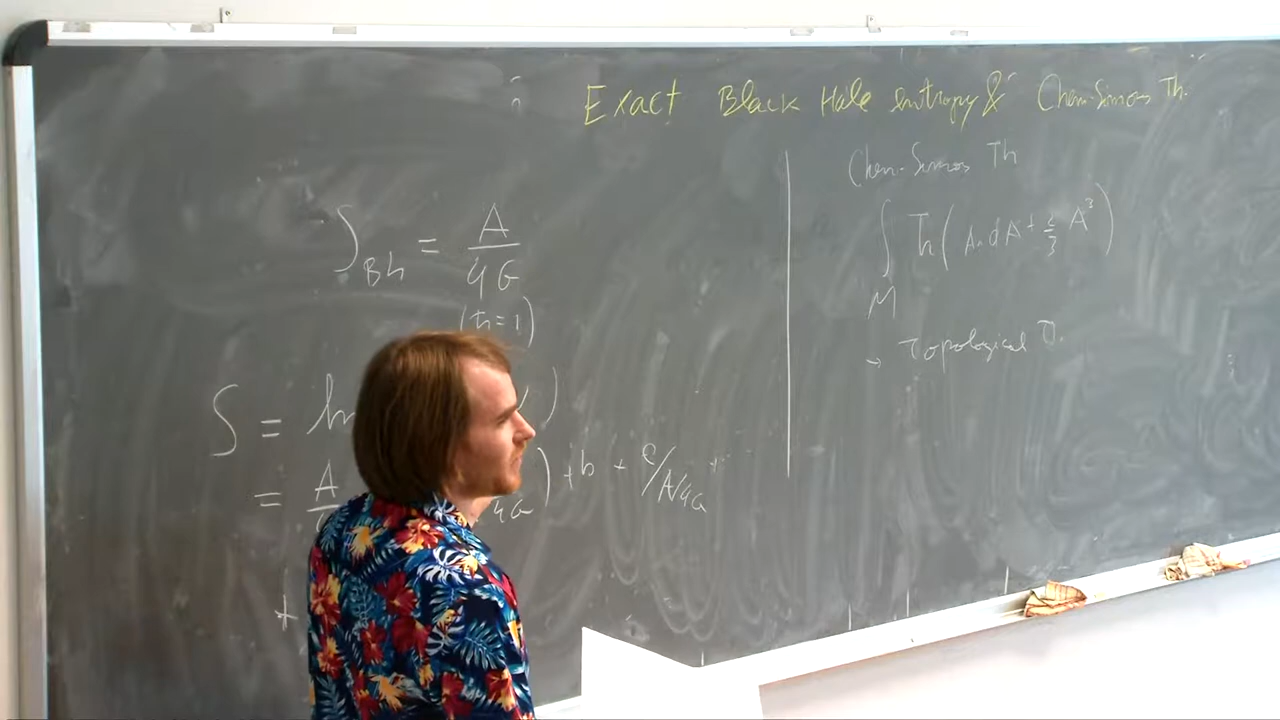 Exact Black Hole entropy & Chern-Simons Th.
S_BH = A / 4G
(ħ=1)
S = ln )
= A 4G ) + b + c/A/4G + ...
+
Chern-Simons Th
∫_M Tr( A∧dA + 2/3 A³ )
→ Topological